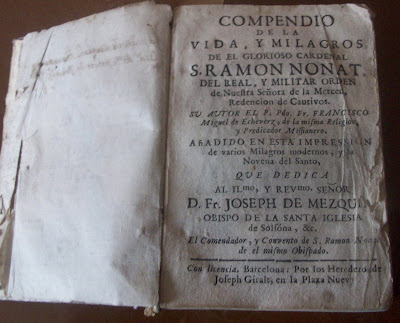 COMPENDIO
DE LA
VIDA, Y MILAGROS
DE EL GLORIOSO CARDENAL
S. RAMON NONAT.
DEL REAL, Y MILITAR ORDEN
de Nuestra Señora de la Merced,
Redencion de Cautivos.
SU AUTOR EL P. Pdo. Fr. FRANCISCO
Miguel de Echeverz, de la misma Religion,
y Predicador Missionero.
AÑADIDO EN ESTA IMPRESSION
de varios Milagros modernos, y la
Novena del Santo,
QUE DEDICA
AL ILmo, Y REVmo. SEÑOR
D. Fr. JOSEPH DE MEZQUIA
OBISPO DE LA SANTA IGLESIA
de Solsona, &c.
El Comendador, y Convento de S. Ramon
de el mismo Obispado.
Con licencia. Barcelona: Por los Herederos de
Joseph Giralt, en la Plaza Nueva